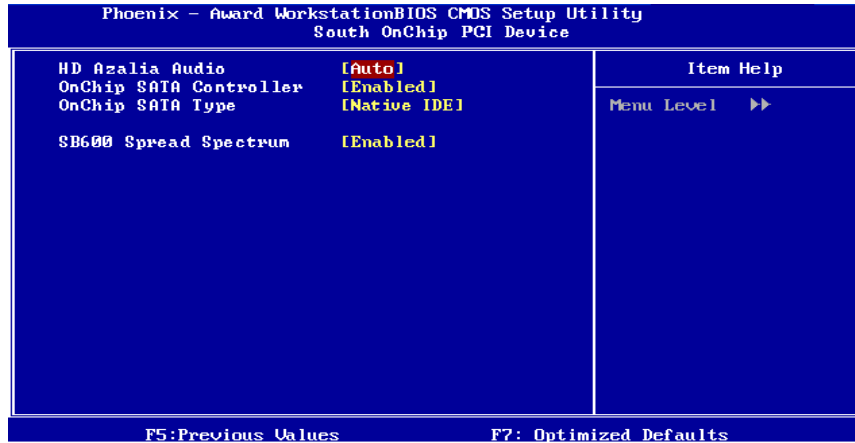 Phoenix - Award WorkstationBIOS CMOS Setup Utility
South OnChip PCI Device
HD Azalia Audio [Auto]
OnChip SATA Controller [Enabled]
OnChip SATA Type [Native IDE]
SB600 Spread Spectrum [Enabled]
Item Help
Menu Level ▶▶
F5:Previous Values F7: Optimized Defaults